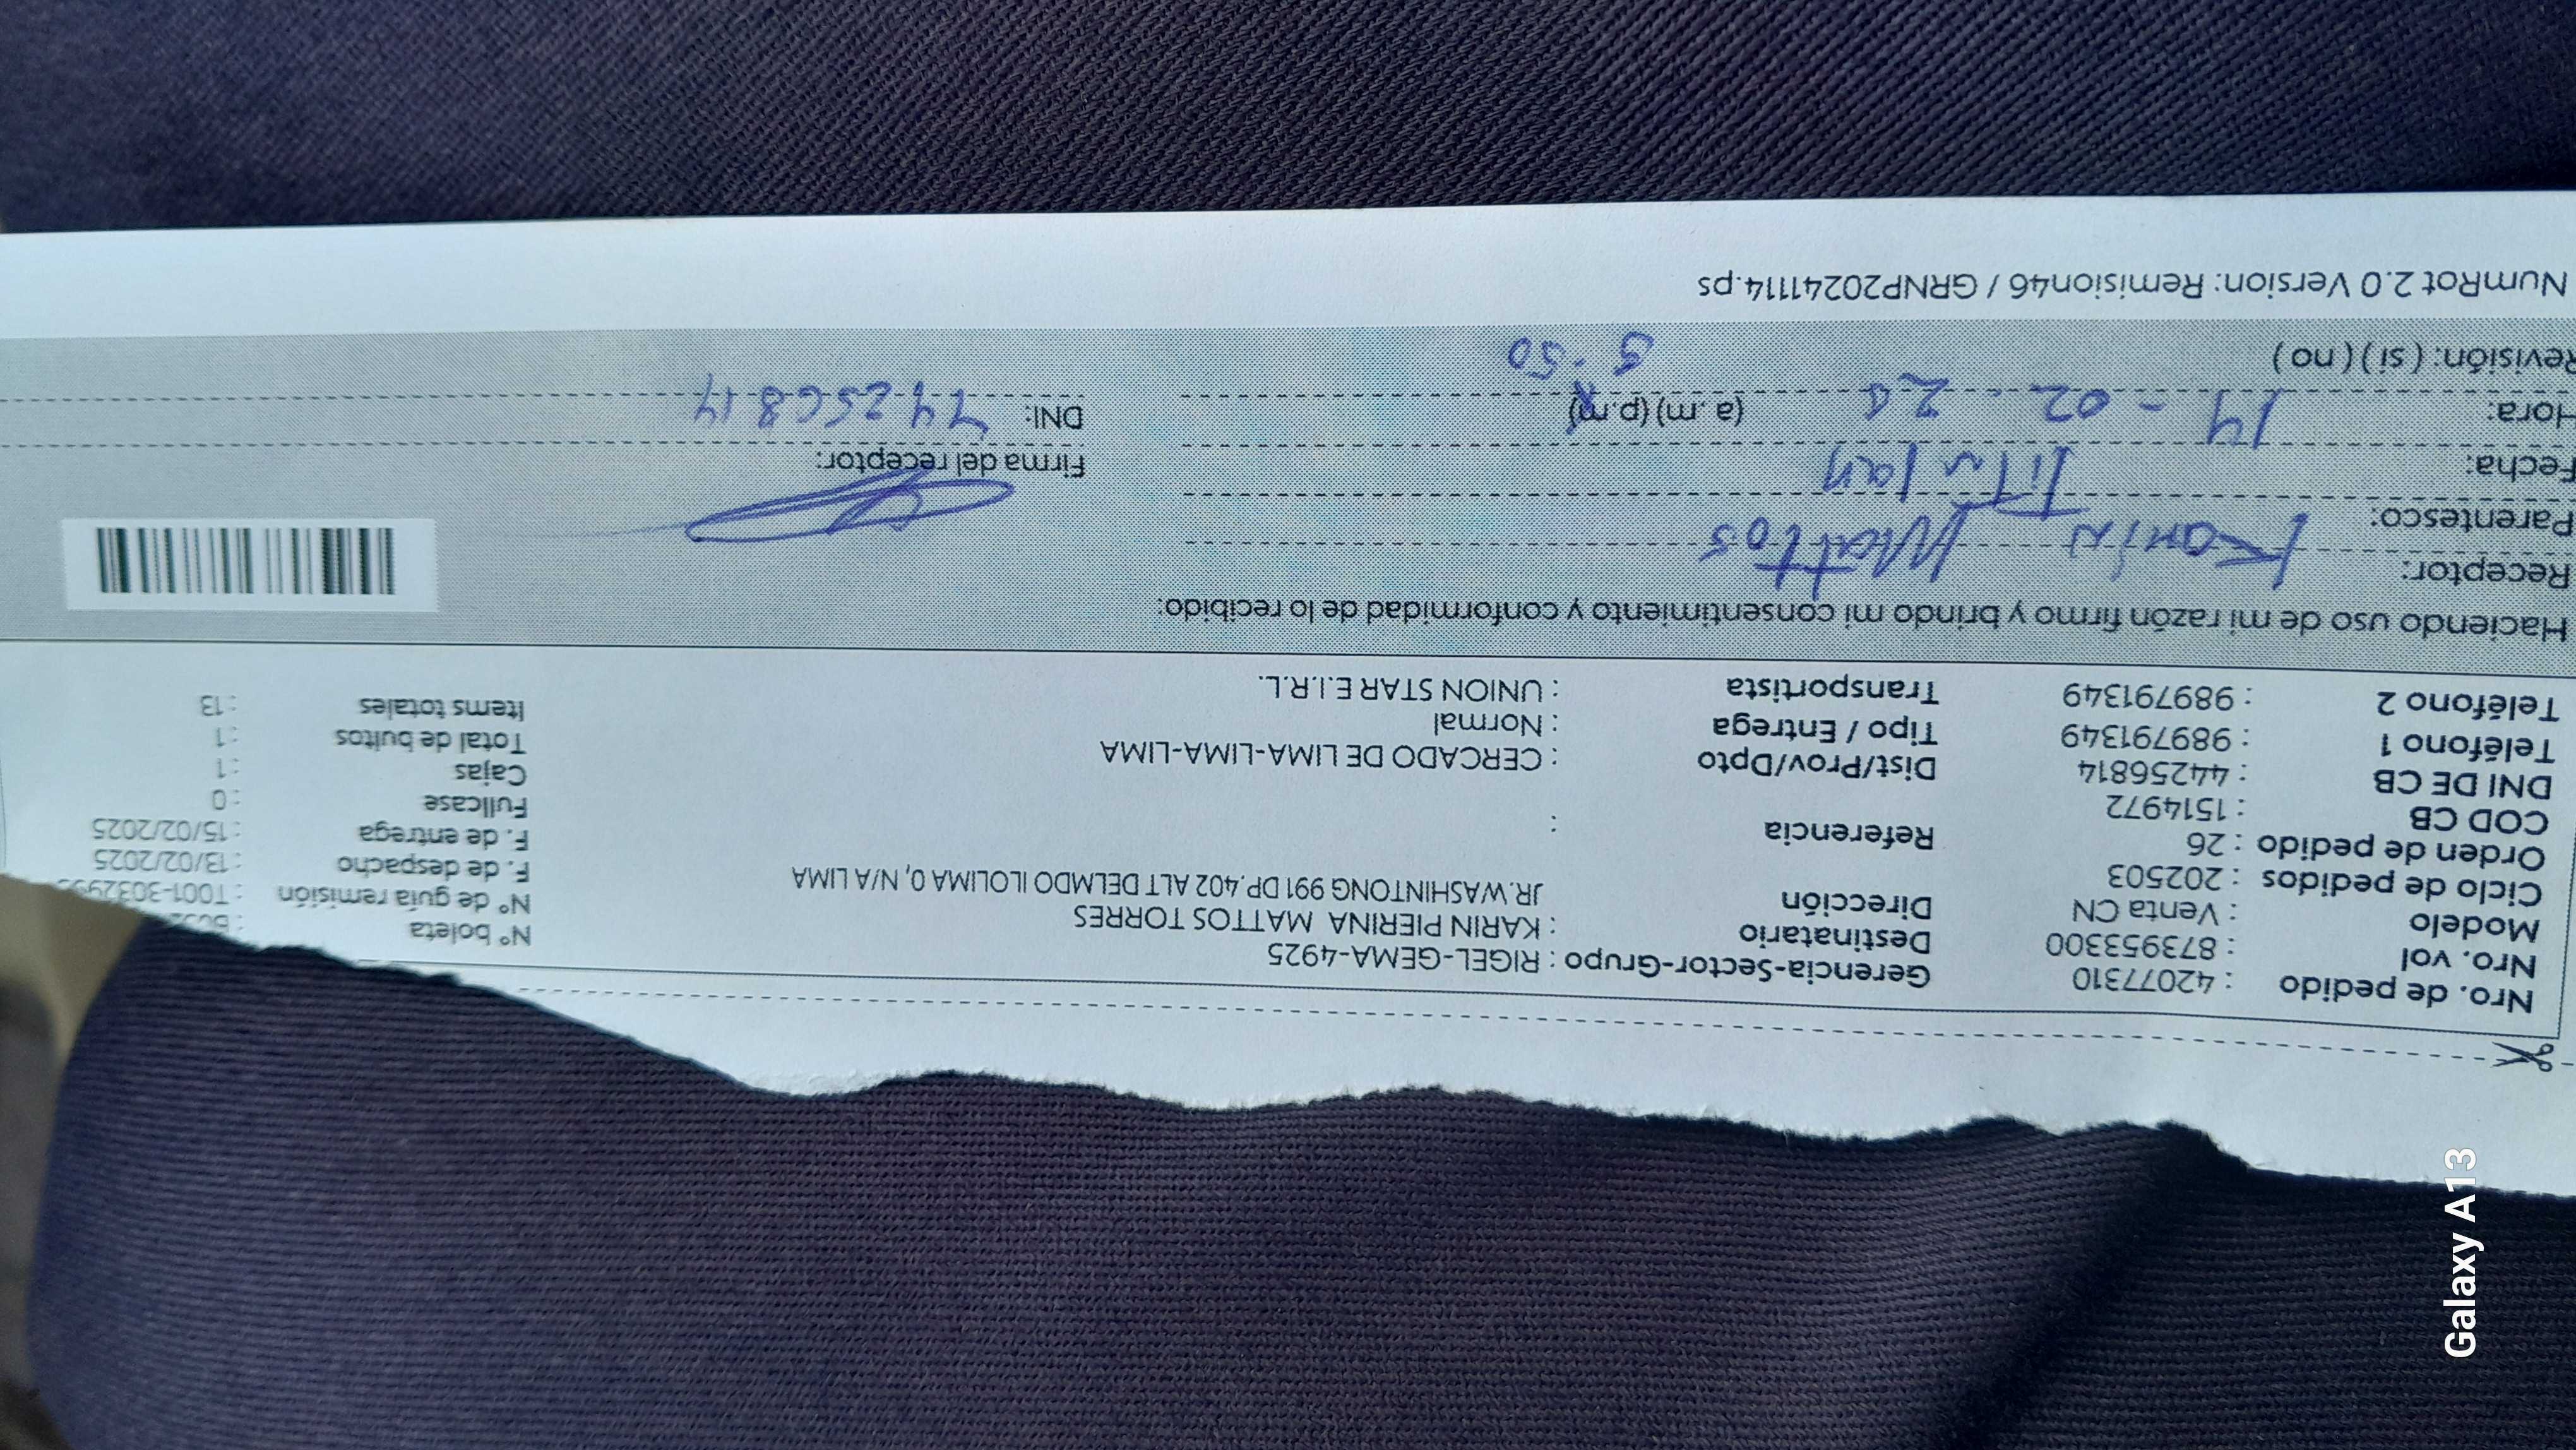 Nro. de pedido : 42077310 Gerencia-Sector-Grupo : RIGEL-GEMA-4925 N° boleta
Nro. vol : 873953300 Destinatario : KARIN PIERINA MATTOS TORRES N° de guía remisión : T001-303299
Modelo : Venta CN Dirección JR.WASHINTONG 991 DP.402 ALT DELMDO ILOLIMA 0, N/A LIMA F. de despacho : 13/02/2025
Ciclo de pedidos : 202503 F. de entrega : 15/02/2025
Orden de pedido : 26 Referencia : Fullcase : 0
COD CB : 1514972 Cajas : 1
DNI DE CB : 44256814 Dist/Prov/Dpto : CERCADO DE LIMA-LIMA-LIMA Total de bultos : 1
Teléfono 1 : 989791349 Tipo / Entrega : Normal Items totales : 13
Teléfono 2 : 989791349 Transportista : UNION STAR E.I.R.L.
Haciendo uso de mi razón firmo y brindo mi consentimiento y conformidad de lo recibido:
Receptor: Karin Mattos
Parentesco: Titular
Fecha: 14 - 02 - Firma del receptor:
Hora: (a .m) (p.m) 5:50 DNI:
Revisión: ( si ) ( no )
NumRot 2.0 Version: Remision46 / GRNP20241114.ps
Galaxy A13